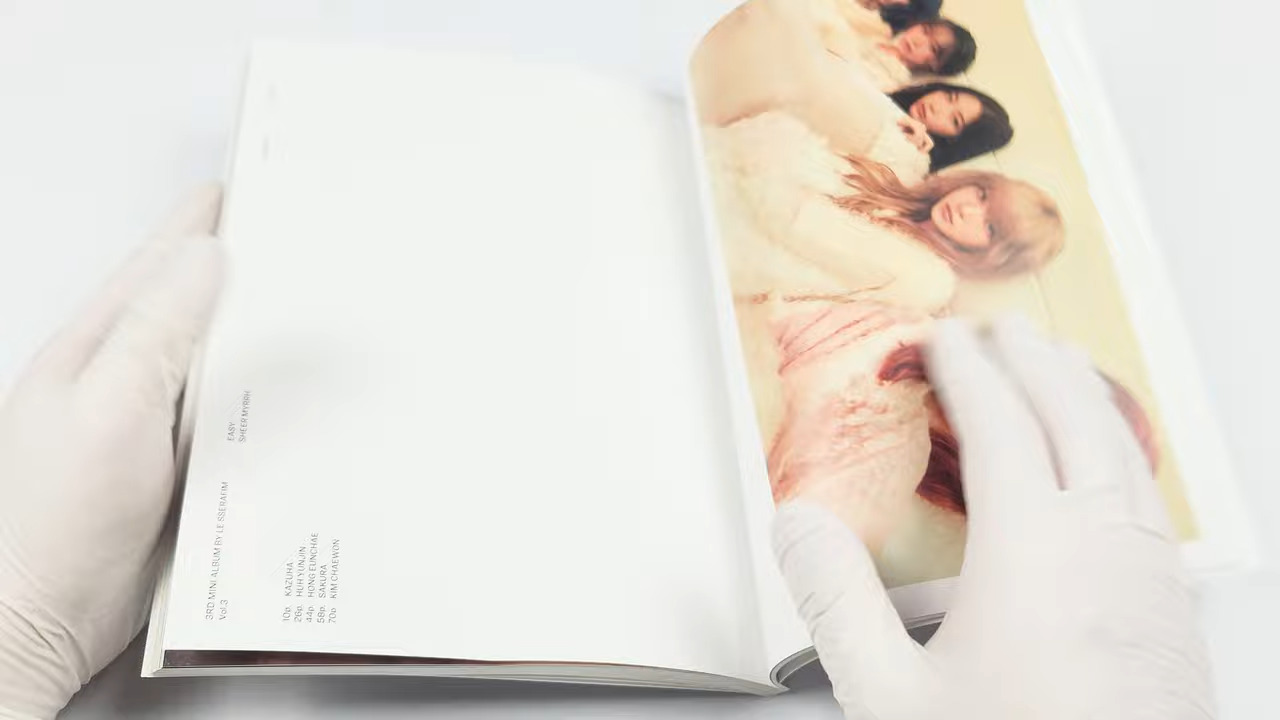 3RD MINI ALBUM BY LE SSERAFIM
Vol.3
EASY
SHEER MYRRH
10p. KAZUHA
26p. HUH YUNJIN
44p. HONG EUNCHAE
58p. SAKURA
70p KIM CHAEWON